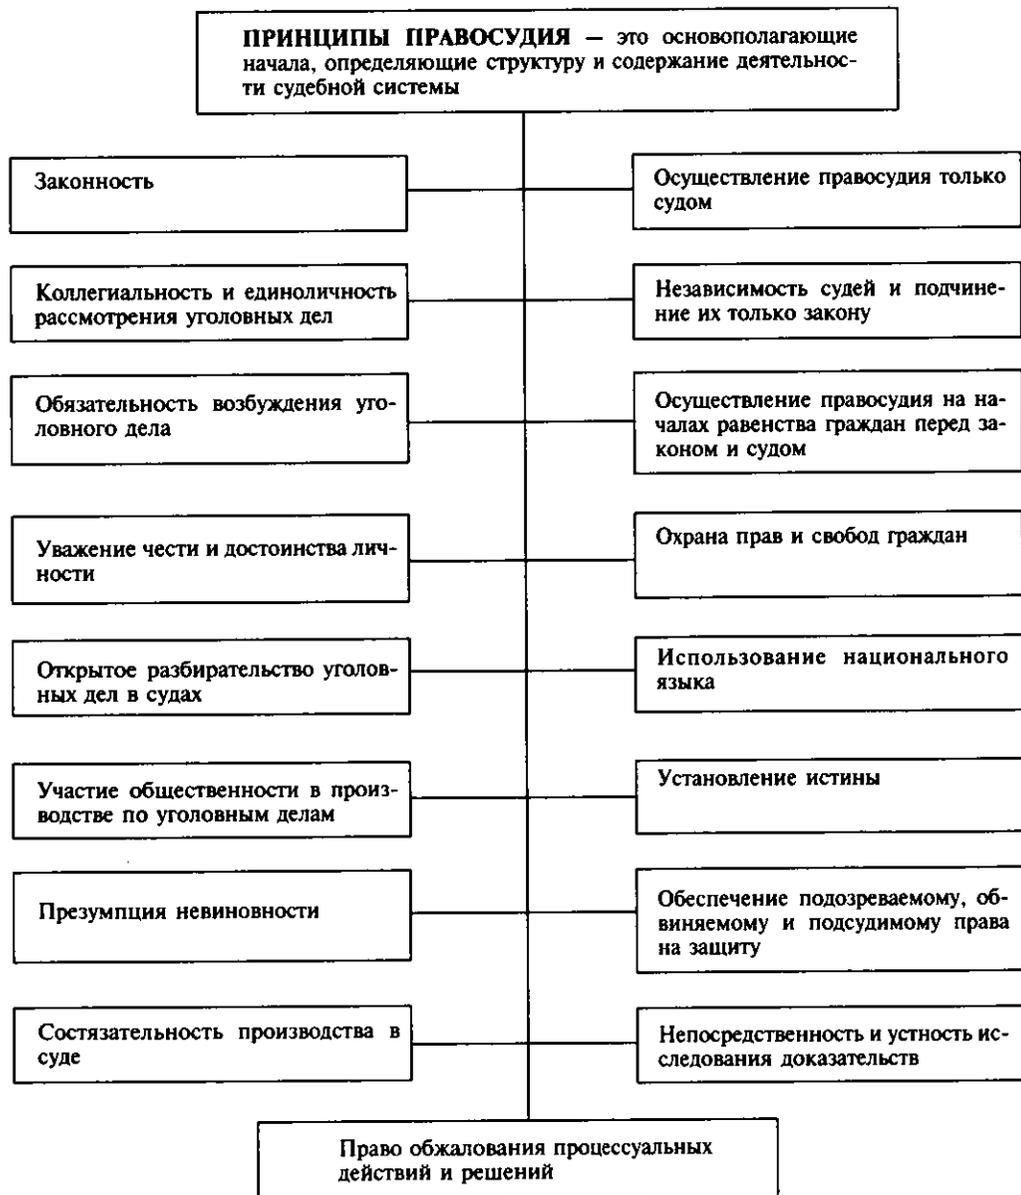 ПРИНЦИПЫ ПРАВОСУДИЯ — это основополагающие
начала, определяющие структуру и содержание деятельнос-
ти судебной системы
Законность
Осуществление правосудия только
судом
Коллегиальность и единоличность
рассмотрения уголовных дел
Независимость судей и подчине-
ние их только закону
Обязательность возбуждения уго-
ловного дела
Осуществление правосудия на на-
чалах равенства граждан перед за-
коном и судом
Уважение чести и достоинства лич-
ности
Охрана прав и свобод граждан
Открытое разбирательство уголов-
ных дел в судах
Использование национального
языка
Участие общественности в произ-
водстве по уголовным делам
Установление истины
Презумпция невиновности
Обеспечение подозреваемому, об-
виняемому и подсудимому права
на защиту
Состязательность производства в
суде
Непосредственность и устность ис-
следования доказательств
Право обжалования процессуальных
действий и решений